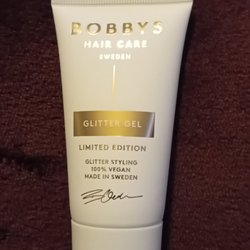 BOBBYS
HAIR CARE
SWEDEN
GLITTER GEL
LIMITED EDITION
GLITTER STYLING
100% VEGAN
MADE IN SWEDEN